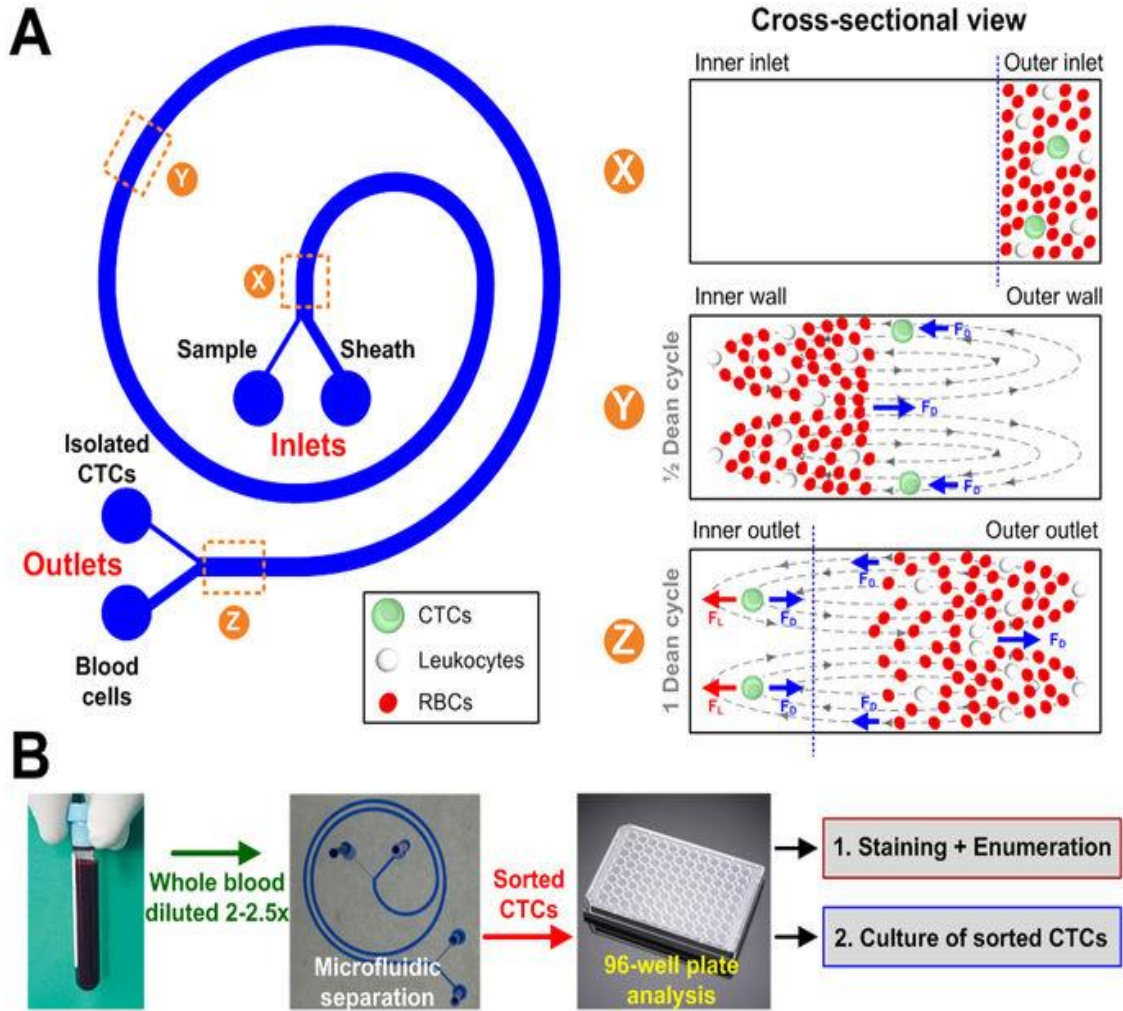 A
Cross-sectional view
Inner inlet
Outer inlet
X
Y
X
Sample
Sheath
Inlets
Isolated
CTCs
Outlets
Blood
cells
Z
CTCs
Leukocytes
RBCs
Inner wall
Outer wall
Y
½ Dean cycle
F_D
F_D
F_D
Inner outlet
Outer outlet
Z
1 Dean cycle
F_D
F_L
F_D
F_D
F_L
F_D
F_D
B
Whole blood
diluted 2-2.5x
Microfluidic
separation
Sorted
CTCs
96-well plate
analysis
1. Staining + Enumeration
2. Culture of sorted CTCs